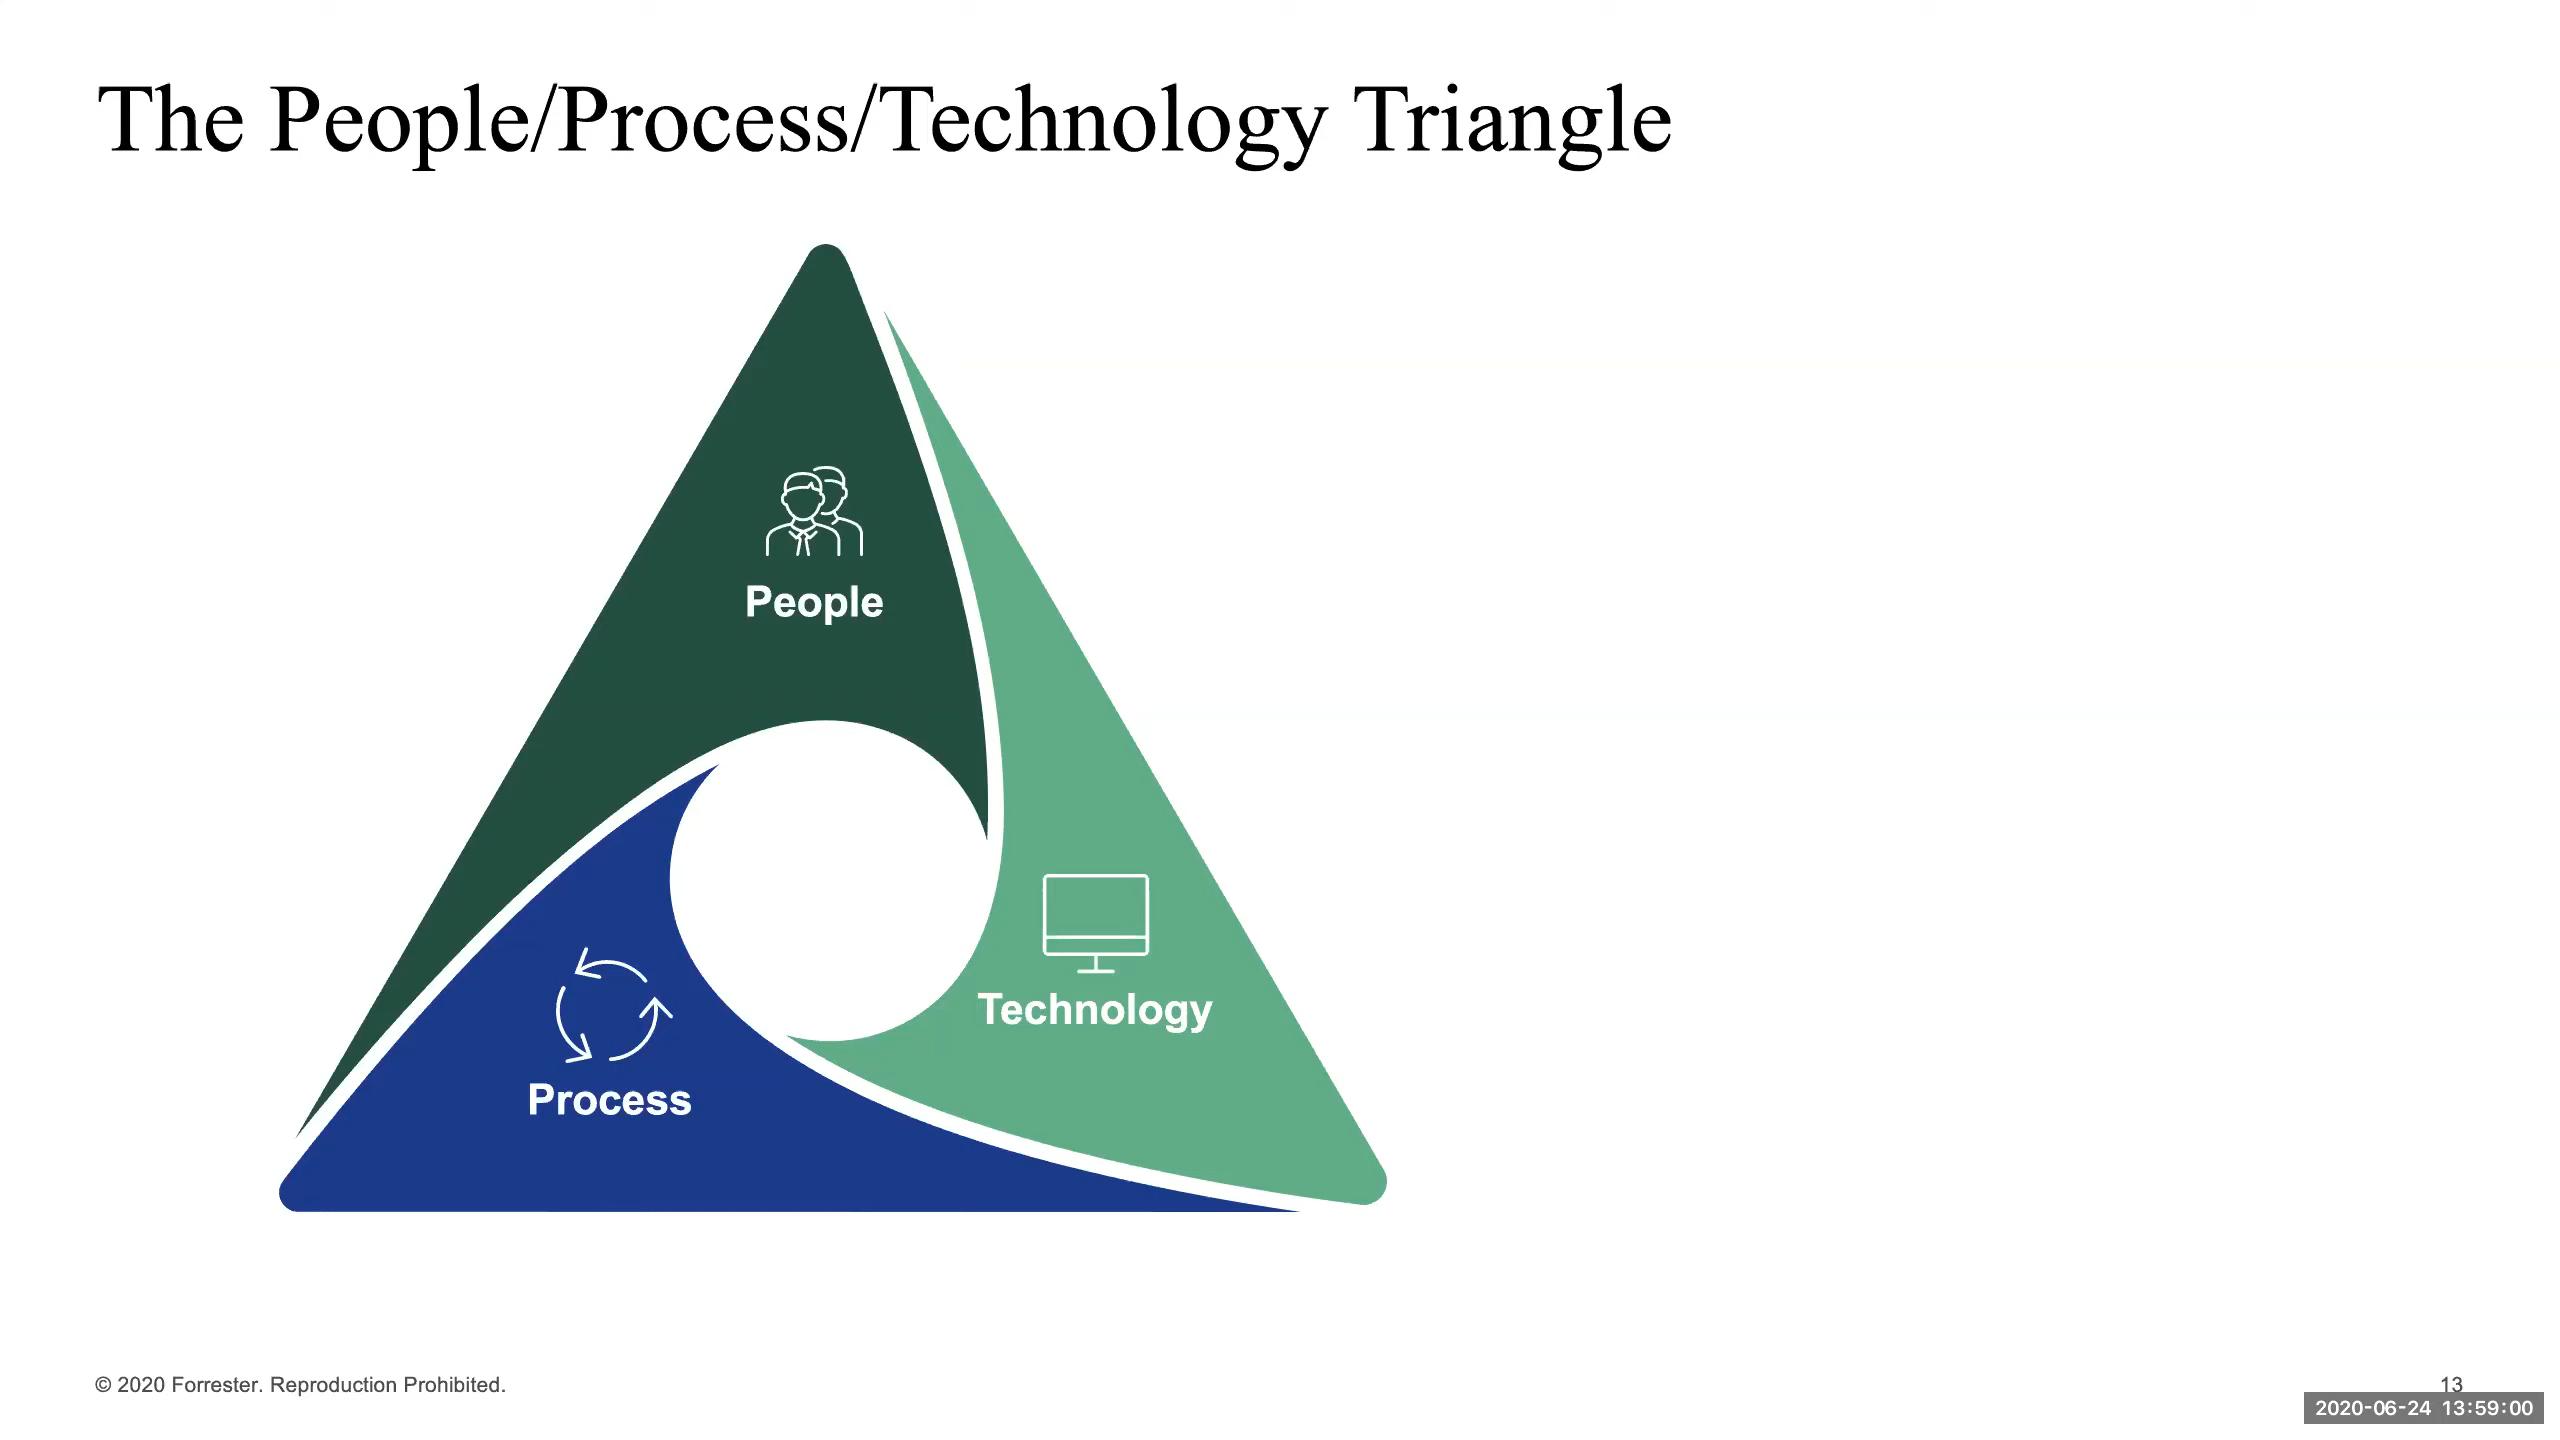 The People/Process/Technology Triangle
People
Technology
Process
© 2020 Forrester. Reproduction Prohibited.
13
2020-06-24 13:59:00